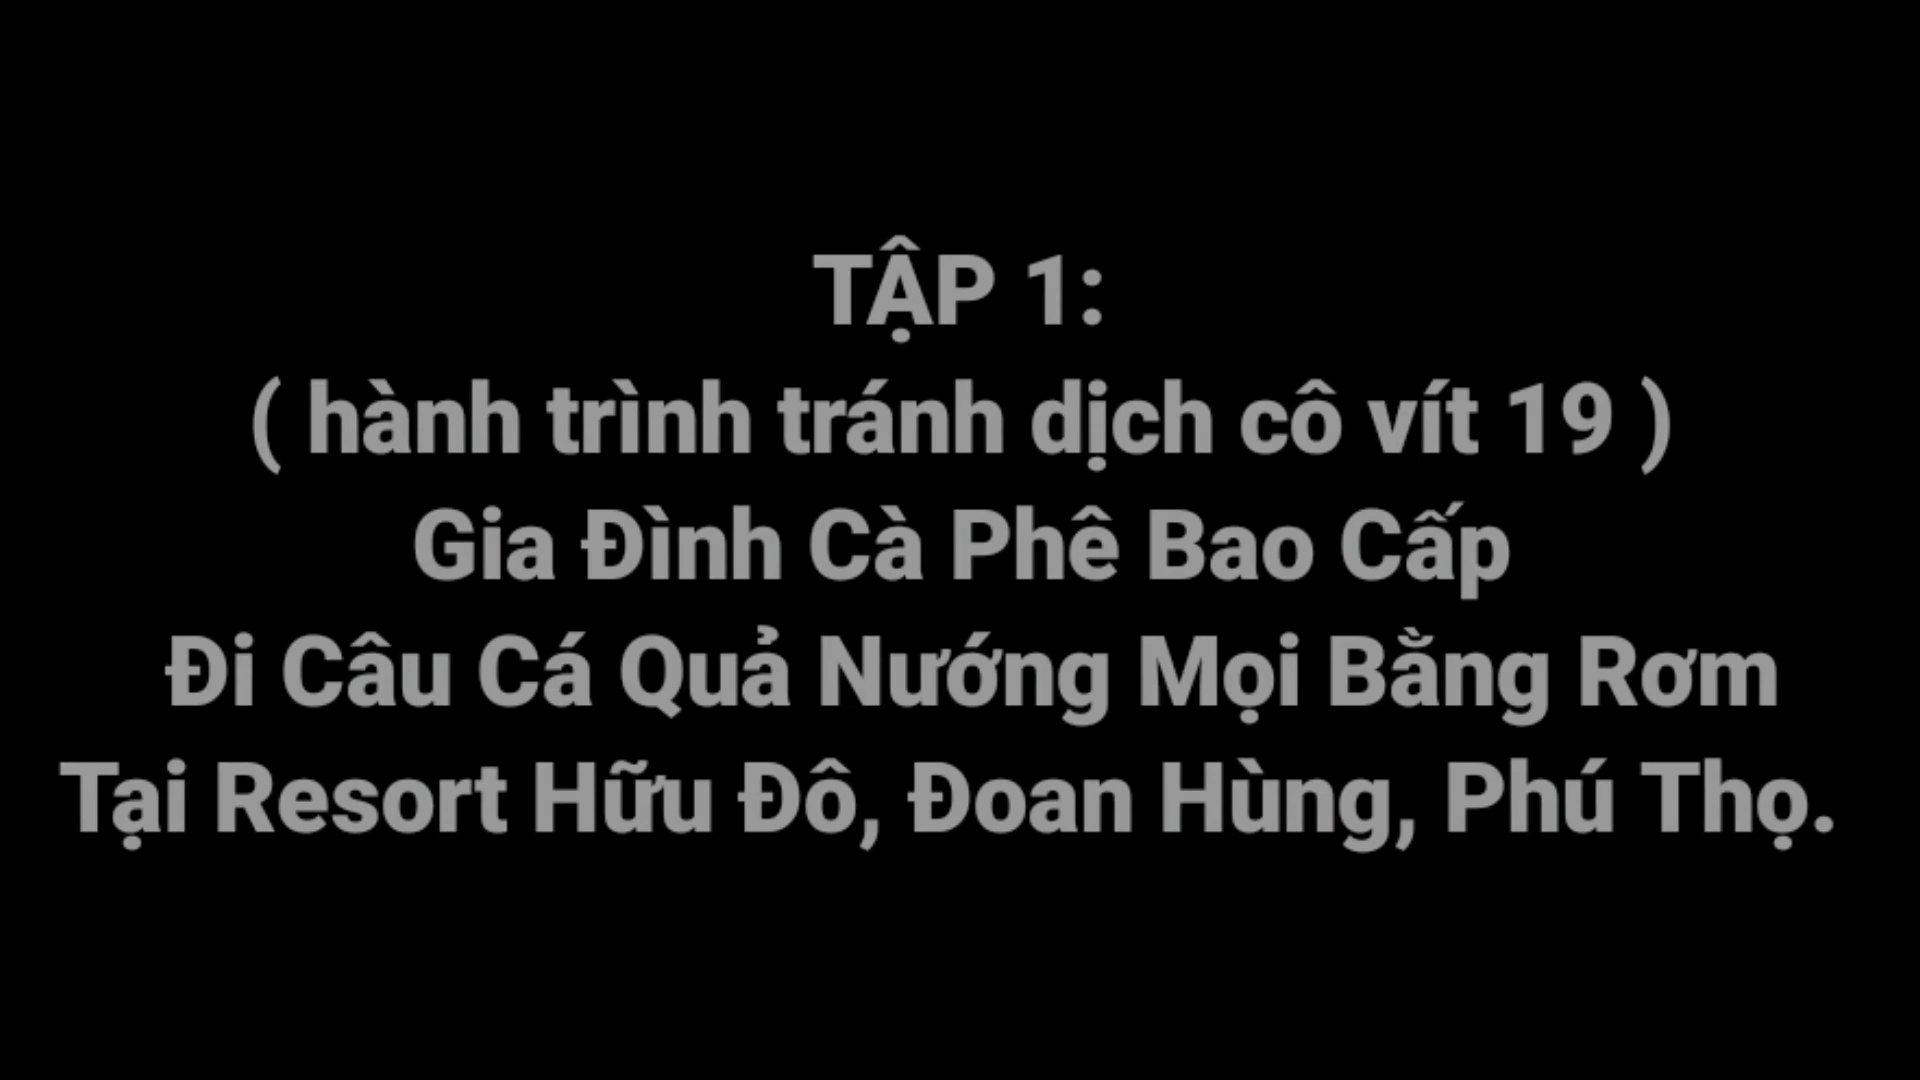 TẬP 1:
( hành trình tránh dịch cô vít 19 )
Gia Đình Cà Phê Bao Cấp
Đi Câu Cá Quả Nướng Mọi Bằng Rơm
Tại Resort Hữu Đô, Đoan Hùng, Phú Thọ.